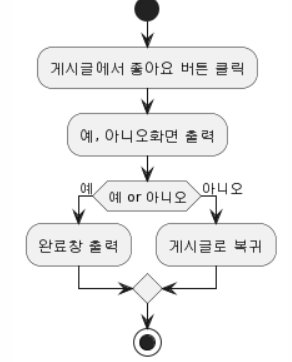 게시글에서 좋아요 버튼 클릭
예, 아니오화면 출력
예
예 or 아니오
아니오
완료창 출력
게시글로 복귀